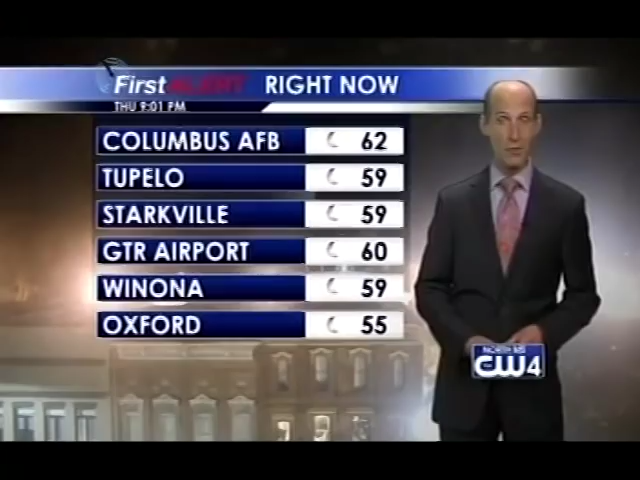 First ALERT RIGHT NOW
THU 9:01 PM
COLUMBUS AFB 62
TUPELO 59
STARKVILLE 59
GTR AIRPORT 60
WINONA 59
OXFORD 55
NORTH MS
CW4